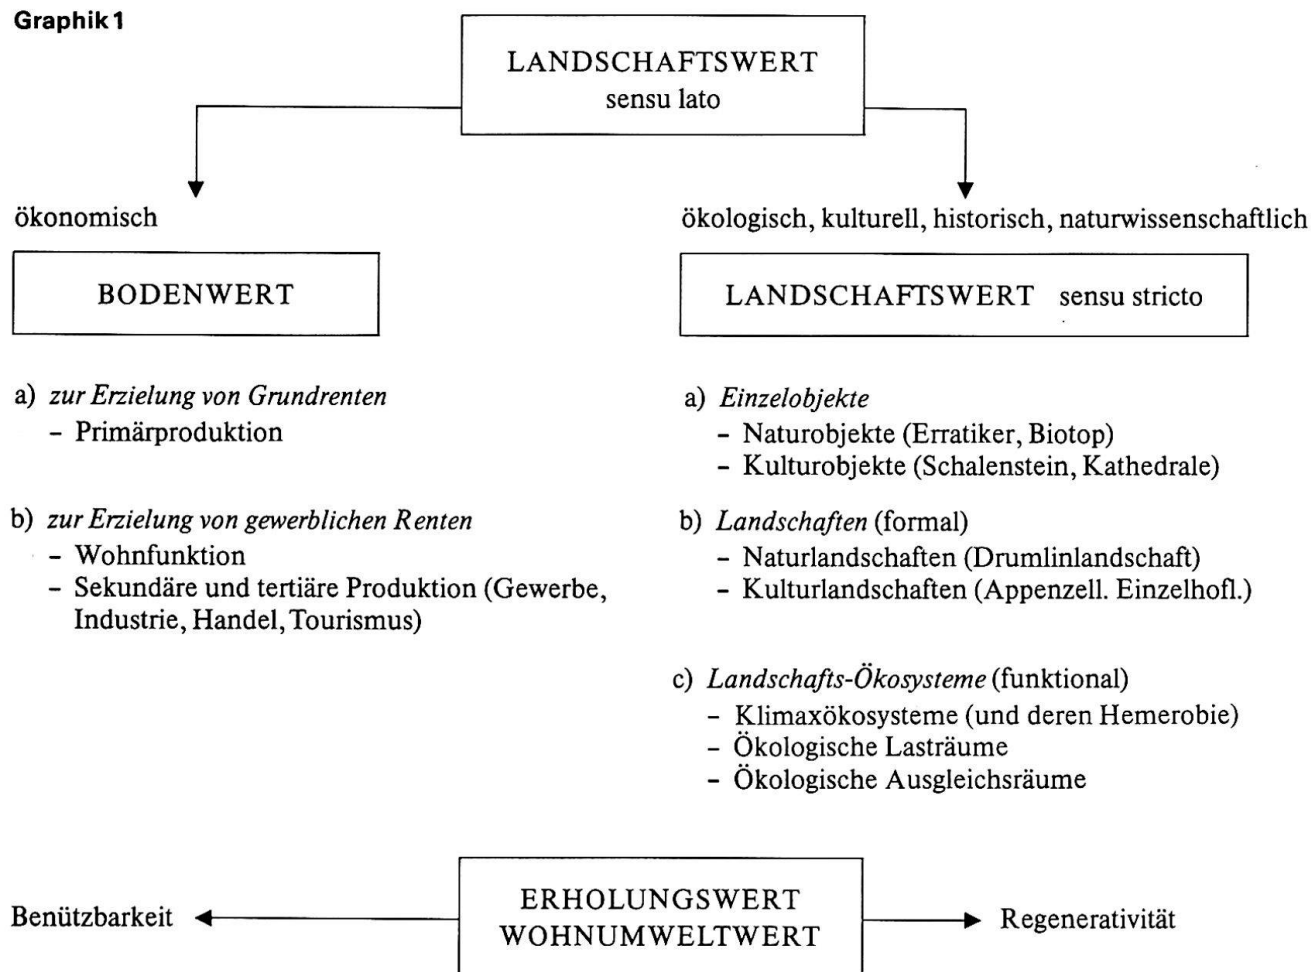 Graphik 1
LANDSCHAFTSWERT
sensu lato
ökonomisch
BODENWERT
a) zur Erzielung von Grundrenten
– Primärproduktion
b) zur Erzielung von gewerblichen Renten
– Wohnfunktion
– Sekundäre und tertiäre Produktion (Gewerbe,
Industrie, Handel, Tourismus)
ökologisch, kulturell, historisch, naturwissenschaftlich
LANDSCHAFTSWERT sensu stricto
a) Einzelobjekte
– Naturobjekte (Erratiker, Biotop)
– Kulturobjekte (Schalenstein, Kathedrale)
b) Landschaften (formal)
– Naturlandschaften (Drumlinlandschaft)
– Kulturlandschaften (Appenzell. Einzelhofl.)
c) Landschafts-Ökosysteme (funktional)
– Klimaxökosysteme (und deren Hemerobie)
– Ökologische Lasträume
– Ökologische Ausgleichsräume
Benützbarkeit
ERHOLUNGSWERT
WOHNUMWELTWERT
Regenerativität